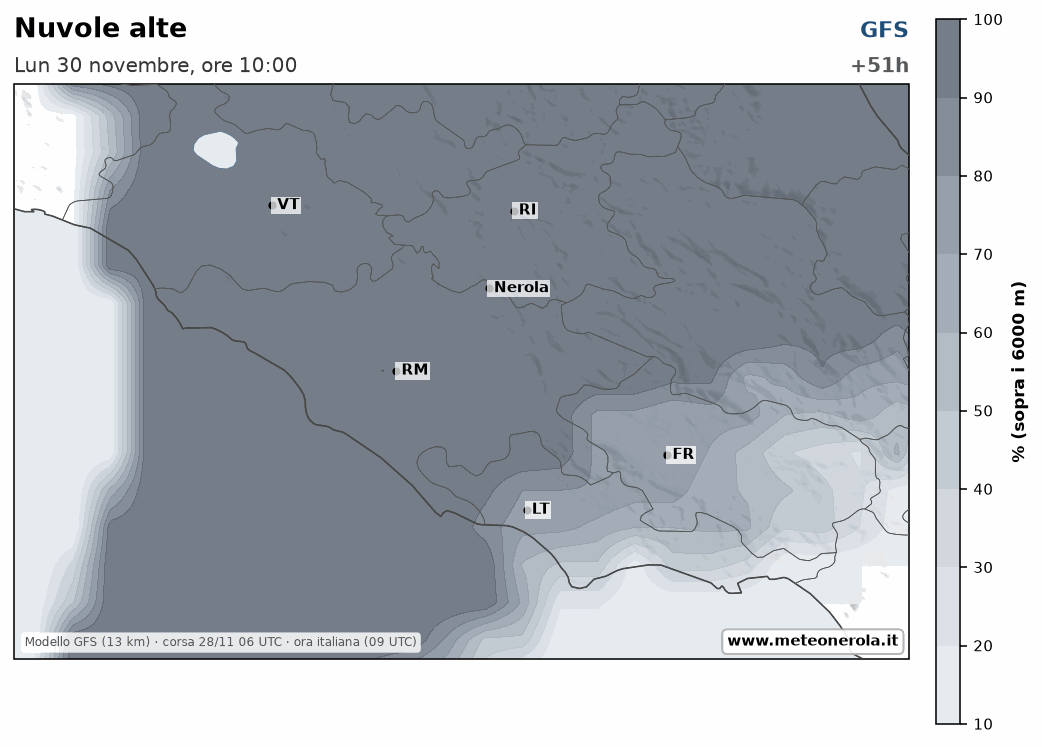 Nuvole alte
GFS
Lun 30 novembre, ore 10:00
+51h
VT
RI
Nerola
RM
FR
LT
Modello GFS (13 km) · corsa 28/11 06 UTC · ora italiana (09 UTC)
www.meteonerola.it
100
90
80
70
60
50
40
30
20
10
% (sopra i 6000 m)